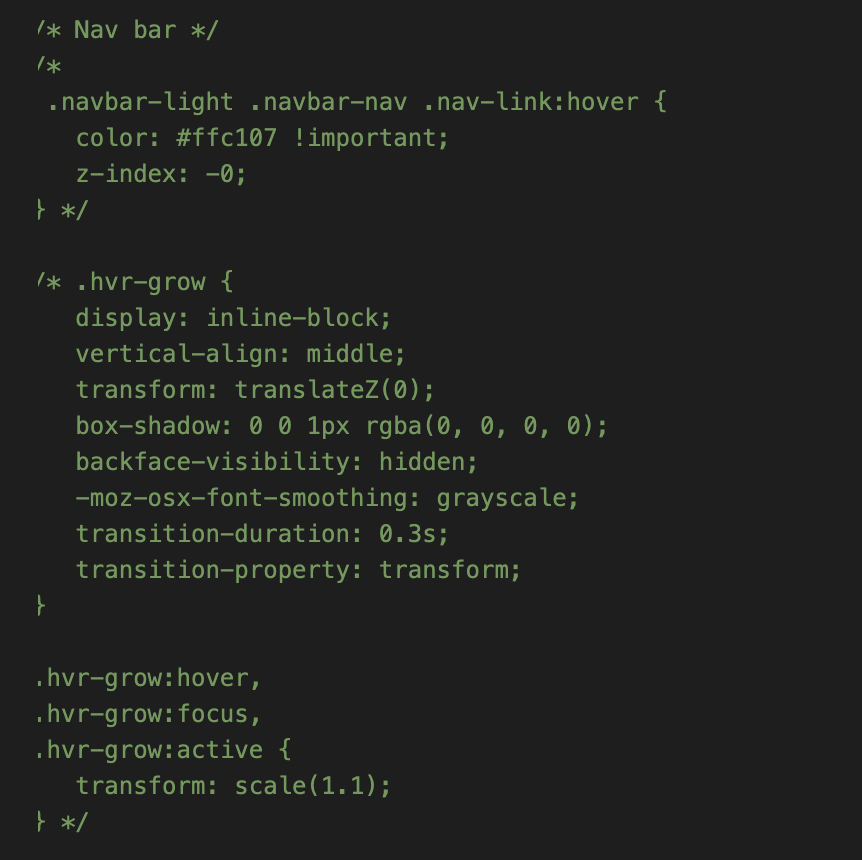 /* Nav bar */
/*
.navbar-light .navbar-nav .nav-link:hover {
color: #ffc107 !important;
z-index: -0;
} */
/* .hvr-grow {
display: inline-block;
vertical-align: middle;
transform: translateZ(0);
box-shadow: 0 0 1px rgba(0, 0, 0, 0);
backface-visibility: hidden;
-moz-osx-font-smoothing: grayscale;
transition-duration: 0.3s;
transition-property: transform;
}
.hvr-grow:hover,
.hvr-grow:focus,
.hvr-grow:active {
transform: scale(1.1);
} */